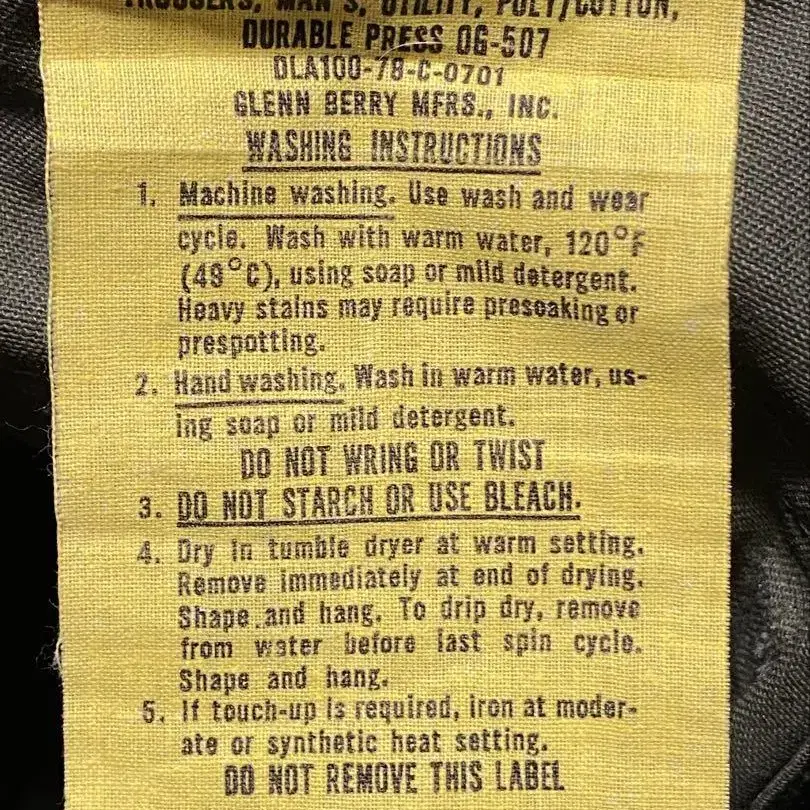 TROUSERS, MAN'S, UTILITY, POLY/COTTON,
DURABLE PRESS OG-507
DLA100-78-C-0701
GLENN BERRY MFRS., INC.
WASHING INSTRUCTIONS
1. Machine washing. Use wash and wear
cycle. Wash with warm water, 120°F
(49°C), using soap or mild detergent.
Heavy stains may require presoaking or
prespotting.
2. Hand washing. Wash in warm water, us-
ing soap or mild detergent.
DO NOT WRING OR TWIST
3. DO NOT STARCH OR USE BLEACH.
4. Dry in tumble dryer at warm setting.
Remove immediately at end of drying.
Shape and hang. To drip dry, remove
from water before last spin cycle.
Shape and hang.
5. If touch-up is required, iron at moder-
ate or synthetic heat setting.
DO NOT REMOVE THIS LABEL